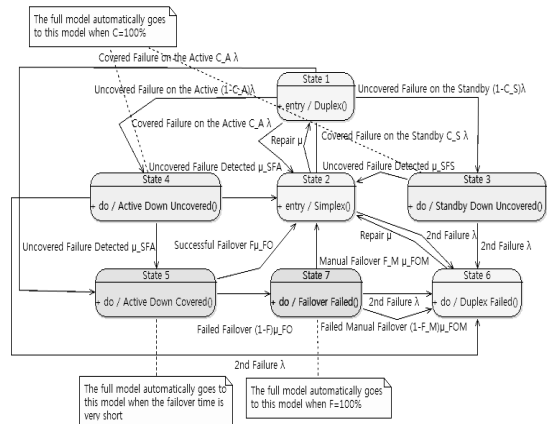 The full model automatically goes
to this model when C=100%
Covered Failure on the Active C_A λ
State 1
Uncovered Failure on the Active (1-C_A)λ
Uncovered Failure on the Standby (1-C_S)λ
+ entry / Duplex()
Covered Failure on the Active C_A λ
Repair μ
Covered Failure on the Standby C_S λ
Uncovered Failure Detected μ_SFA
Uncovered Failure Detected μ_SFS
State 4
State 2
State 3
+ do / Active Down Uncovered()
+ entry / Simplex()
+ do / Standby Down Uncovered()
Repair μ
2nd Failure λ
2nd Failure λ
Uncovered Failure Detected μ_SFA
Successful Failover Fμ_FO
Manual Failover F_M μ_FOM
State 5
State 7
State 6
+ do / Active Down Covered()
+ do / Failover Failed()
2nd Failure λ
+ do / Duplex Failed()
Failed Failover (1-F)μ_FO
Failed Manual Failover (1-F_M)μ_FOM
2nd Failure λ
The full model automatically goes to
this model when the failover time is
very short
The full model automatically goes
to this model when F=100%